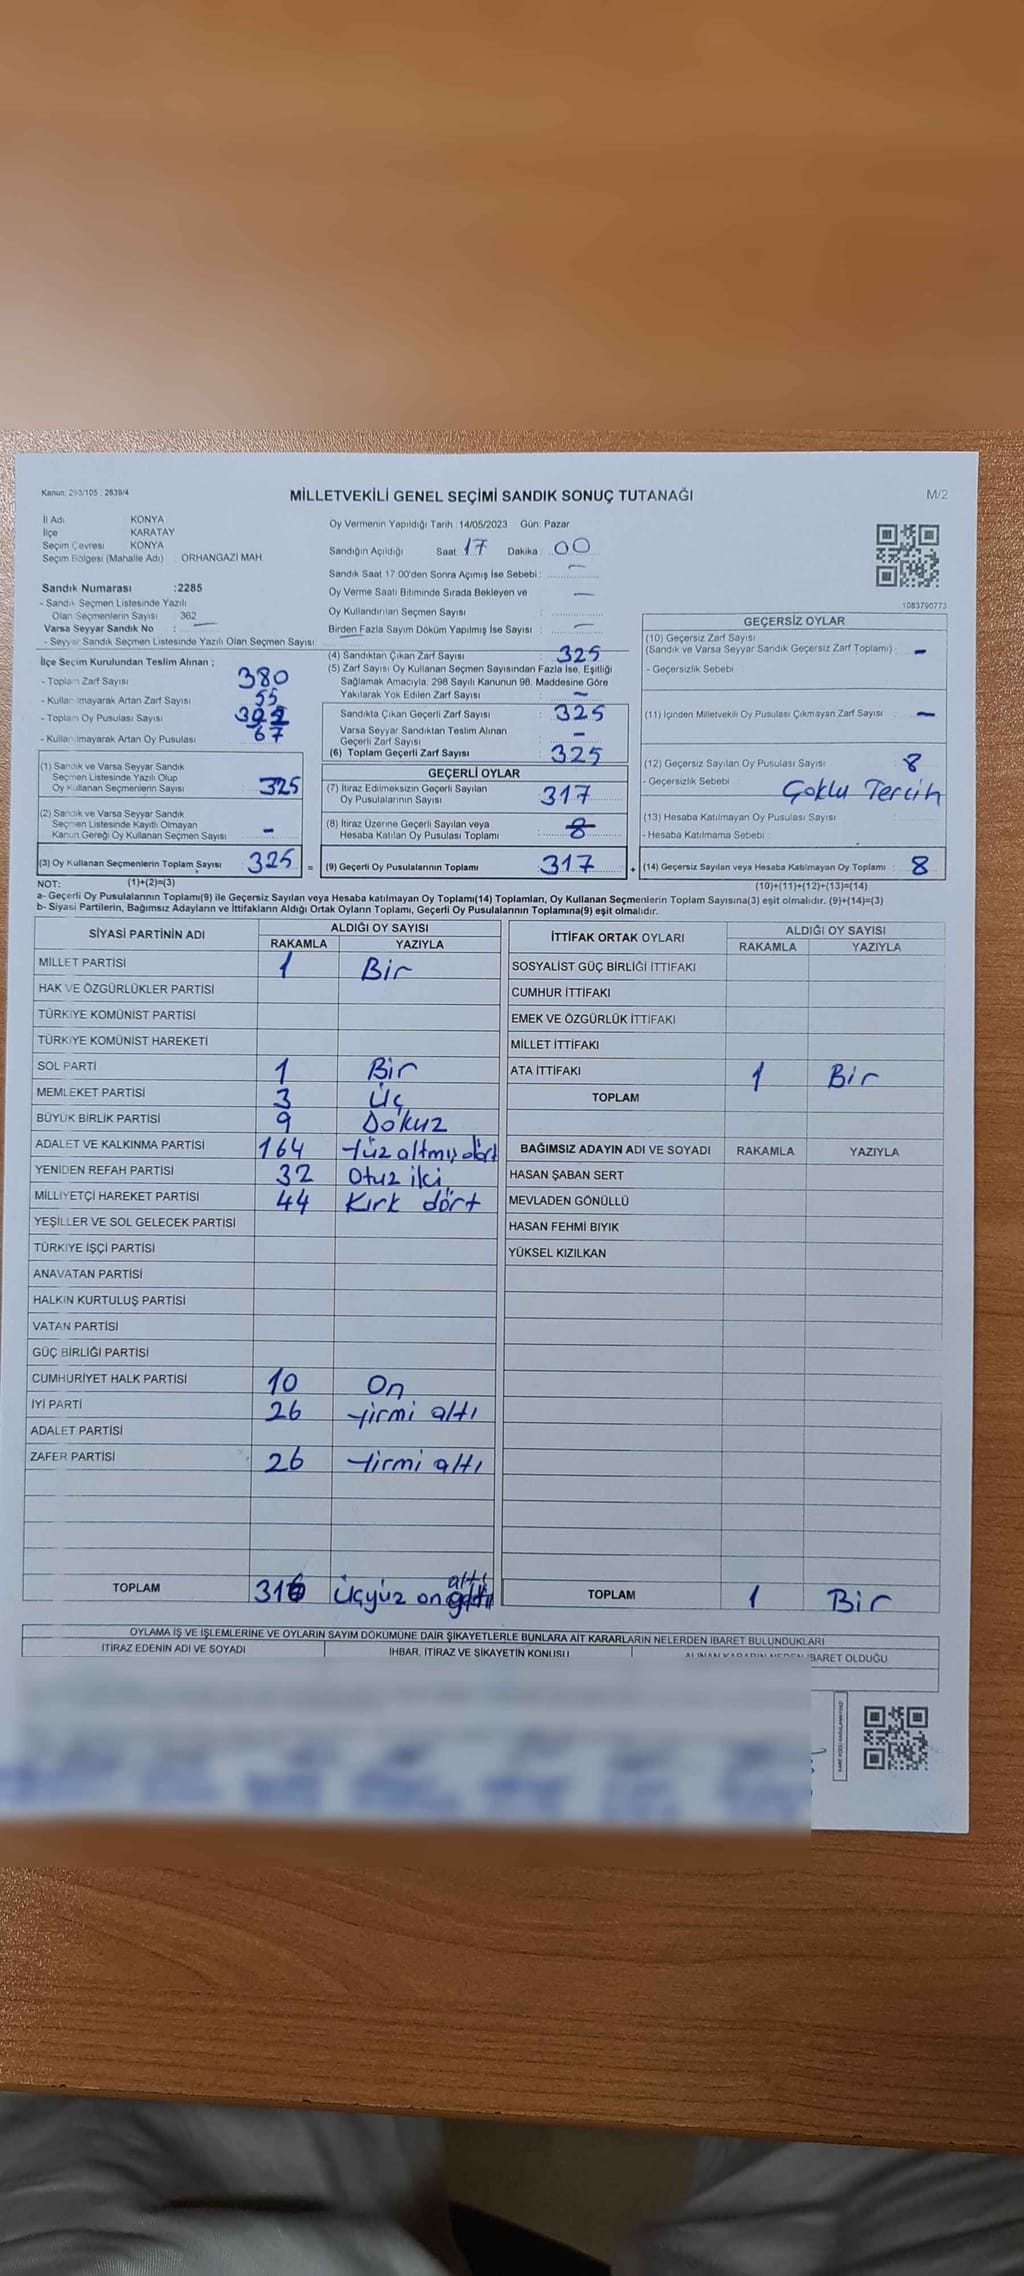 Kanun: 298/105 , 2839/4
MİLLETVEKİLİ GENEL SEÇİMİ SANDIK SONUÇ TUTANAĞI
M/2
İl Adı KONYA
İlçe KARATAY
Seçim Çevresi KONYA
Seçim Bölgesi (Mahalle Adı) : ORHANGAZİ MAH.
Sandık Numarası :2285
- Sandık Seçmen Listesinde Yazılı
Olan Seçmenlerin Sayısı : 362
Varsa Seyyar Sandık No : —
- Seyyar Sandık Seçmen Listesinde Yazılı Olan Seçmen Sayısı :
Oy Vermenin Yapıldığı Tarih :14/05/2023 Gün: Pazar
Sandığın Açıldığı Saat: 17 Dakika : 00
Sandık Saat 17:00'den Sonra Açımış İse Sebebi : —
Oy Verme Saati Bitiminde Sırada Bekleyen ve
Oy Kullandırılan Seçmen Sayısı : —
Birden Fazla Sayım Döküm Yapılmış İse Sayısı : —
1083790773
İlçe Seçim Kurulundan Teslim Alınan ;
- Toplam Zarf Sayısı 380
- Kullanılmayarak Artan Zarf Sayısı 55
- Toplam Oy Pusulası Sayısı 392
- Kullanılmayarak Artan Oy Pusulası 67
(1) Sandık ve Varsa Seyyar Sandık
Seçmen Listesinde Yazılı Olup
Oy Kullanan Seçmenlerin Sayısı : 325
(2) Sandık ve Varsa Seyyar Sandık
Seçmen Listesinde Kayıtlı Olmayan
Kanun Gereği Oy Kullanan Seçmen Sayısı : -
(3) Oy Kullanan Seçmenlerin Toplam Sayısı : 325 =
(1)+(2)=(3)
(4) Sandıktan Çıkan Zarf Sayısı : 325
(5) Zarf Sayısı Oy Kullanan Seçmen Sayısından Fazla İse, Eşitliği
Sağlamak Amacıyla, 298 Sayılı Kanunun 98. Maddesine Göre
Yakılarak Yok Edilen Zarf Sayısı : -
Sandıkta Çıkan Geçerli Zarf Sayısı : 325
Varsa Seyyar Sandıktan Teslim Alınan
Geçerli Zarf Sayısı : -
(6) Toplam Geçerli Zarf Sayısı : 325
GEÇERLİ OYLAR
(7) İtiraz Edilmeksizin Geçerli Sayılan
Oy Pusulalarının Sayısı : 317
(8) İtiraz Üzerine Geçerli Sayılan veya
Hesaba Katılan Oy Pusulası Toplamı : 8
(9) Geçerli Oy Pusulalarının Toplamı : 317 +
GEÇERSİZ OYLAR
(10) Geçersiz Zarf Sayısı
(Sandık ve Varsa Seyyar Sandık Geçersiz Zarf Toplamı) : -
- Geçersizlik Sebebi :
(11) İçinden Milletvekili Oy Pusulası Çıkmayan Zarf Sayısı : -
(12) Geçersiz Sayılan Oy Pusulası Sayısı : 8
- Geçersizlik Sebebi : Çoklu Tercih
(13) Hesaba Katılmayan Oy Pusulası Sayısı :
- Hesaba Katılmama Sebebi :
(14) Geçersiz Sayılan veya Hesaba Katılmayan Oy Toplamı : 8
(10)+(11)+(12)+(13)=(14)
NOT:
a- Geçerli Oy Pusulalarının Toplamı(9) ile Geçersiz Sayılan veya Hesaba katılmayan Oy Toplamı(14) Toplamları, Oy Kullanan Seçmenlerin Toplam Sayısına(3) eşit olmalıdır. (9)+(14)=(3)
b- Siyasi Partilerin, Bağımsız Adayların ve İttifakların Aldığı Ortak Oyların Toplamı, Geçerli Oy Pusulalarının Toplamına(9) eşit olmalıdır.
SİYASİ PARTİNİN ADI ALDIĞI OY SAYISI
RAKAMLA YAZIYLA
MİLLET PARTİSİ 1 Bir
HAK VE ÖZGÜRLÜKLER PARTİSİ
TÜRKİYE KOMÜNİST PARTİSİ
TÜRKİYE KOMÜNİST HAREKETİ
SOL PARTİ 1 Bir
MEMLEKET PARTİSİ 3 Üç
BÜYÜK BİRLİK PARTİSİ 9 Dokuz
ADALET VE KALKINMA PARTİSİ 164 Yüz altmış dört
YENİDEN REFAH PARTİSİ 32 Otuz iki
MİLLİYETÇİ HAREKET PARTİSİ 44 Kırk dört
YEŞİLLER VE SOL GELECEK PARTİSİ
TÜRKİYE İŞÇİ PARTİSİ
ANAVATAN PARTİSİ
HALKIN KURTULUŞ PARTİSİ
VATAN PARTİSİ
GÜÇ BİRLİĞİ PARTİSİ
CUMHURİYET HALK PARTİSİ 10 On
İYİ PARTİ 26 Yirmi altı
ADALET PARTİSİ
ZAFER PARTİSİ 26 Yirmi altı
TOPLAM 316 Üçyüz on altı
İTTİFAK ORTAK OYLARI ALDIĞI OY SAYISI
RAKAMLA YAZIYLA
SOSYALİST GÜÇ BİRLİĞİ İTTİFAKI
CUMHUR İTTİFAKI
EMEK VE ÖZGÜRLÜK İTTİFAKI
MİLLET İTTİFAKI
ATA İTTİFAKI 1 Bir
TOPLAM
BAĞIMSIZ ADAYIN ADI VE SOYADI RAKAMLA YAZIYLA
HASAN ŞABAN SERT
MEVLADEN GÖNÜLLÜ
HASAN FEHMİ BIYIK
YÜKSEL KIZILKAN
TOPLAM 1 Bir
OYLAMA İŞ VE İŞLEMLERİNE VE OYLARIN SAYIM DÖKÜMÜNE DAİR ŞİKAYETLERLE BUNLARA AİT KARARLARIN NELERDEN İBARET BULUNDUKLARI
İTİRAZ EDENİN ADI VE SOYADI İHBAR, İTİRAZ VE ŞİKAYETİN KONUSU ALINAN KARARIN NEDEN İBARET OLDUĞU